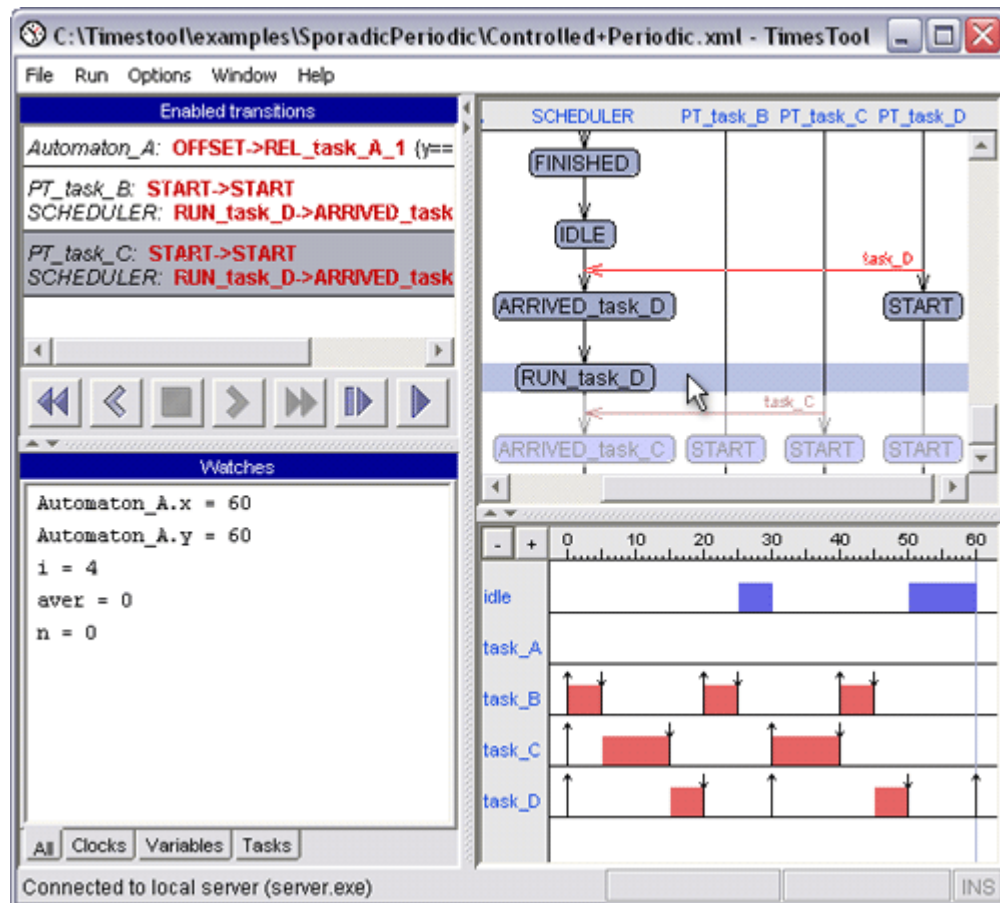 C:\Timestool\examples\SporadicPeriodic\Controlled+Periodic.xml - TimesTool
File Run Options Window Help
Enabled transitions
Automaton_A: OFFSET->REL_task_A_1 (y==
PT_task_B: START->START
SCHEDULER: RUN_task_D->ARRIVED_task
PT_task_C: START->START
SCHEDULER: RUN_task_D->ARRIVED_task
Watches
Automaton_A.x = 60
Automaton_A.y = 60
i = 4
aver = 0
n = 0
All Clocks Variables Tasks
SCHEDULER PT_task_B PT_task_C PT_task_D
FINISHED
IDLE
task_D
ARRIVED_task_D START
RUN_task_D
task_C
ARRIVED_task_C START START START
- + 0 10 20 30 40 50 60
idle
task_A
task_B
task_C
task_D
Connected to local server (server.exe)
INS